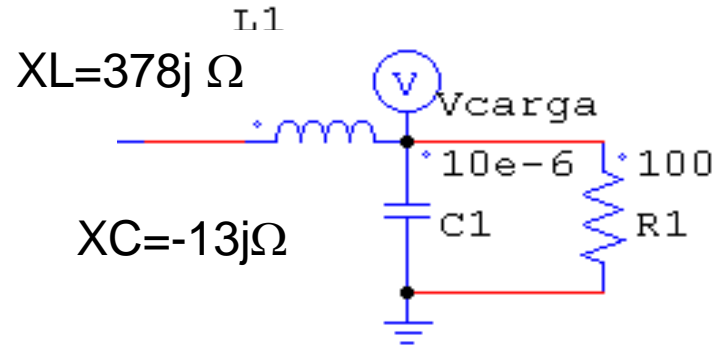 L1
XL=378j Ω
V
Vcarga
10e-6
100
C1
R1
XC=-13jΩ